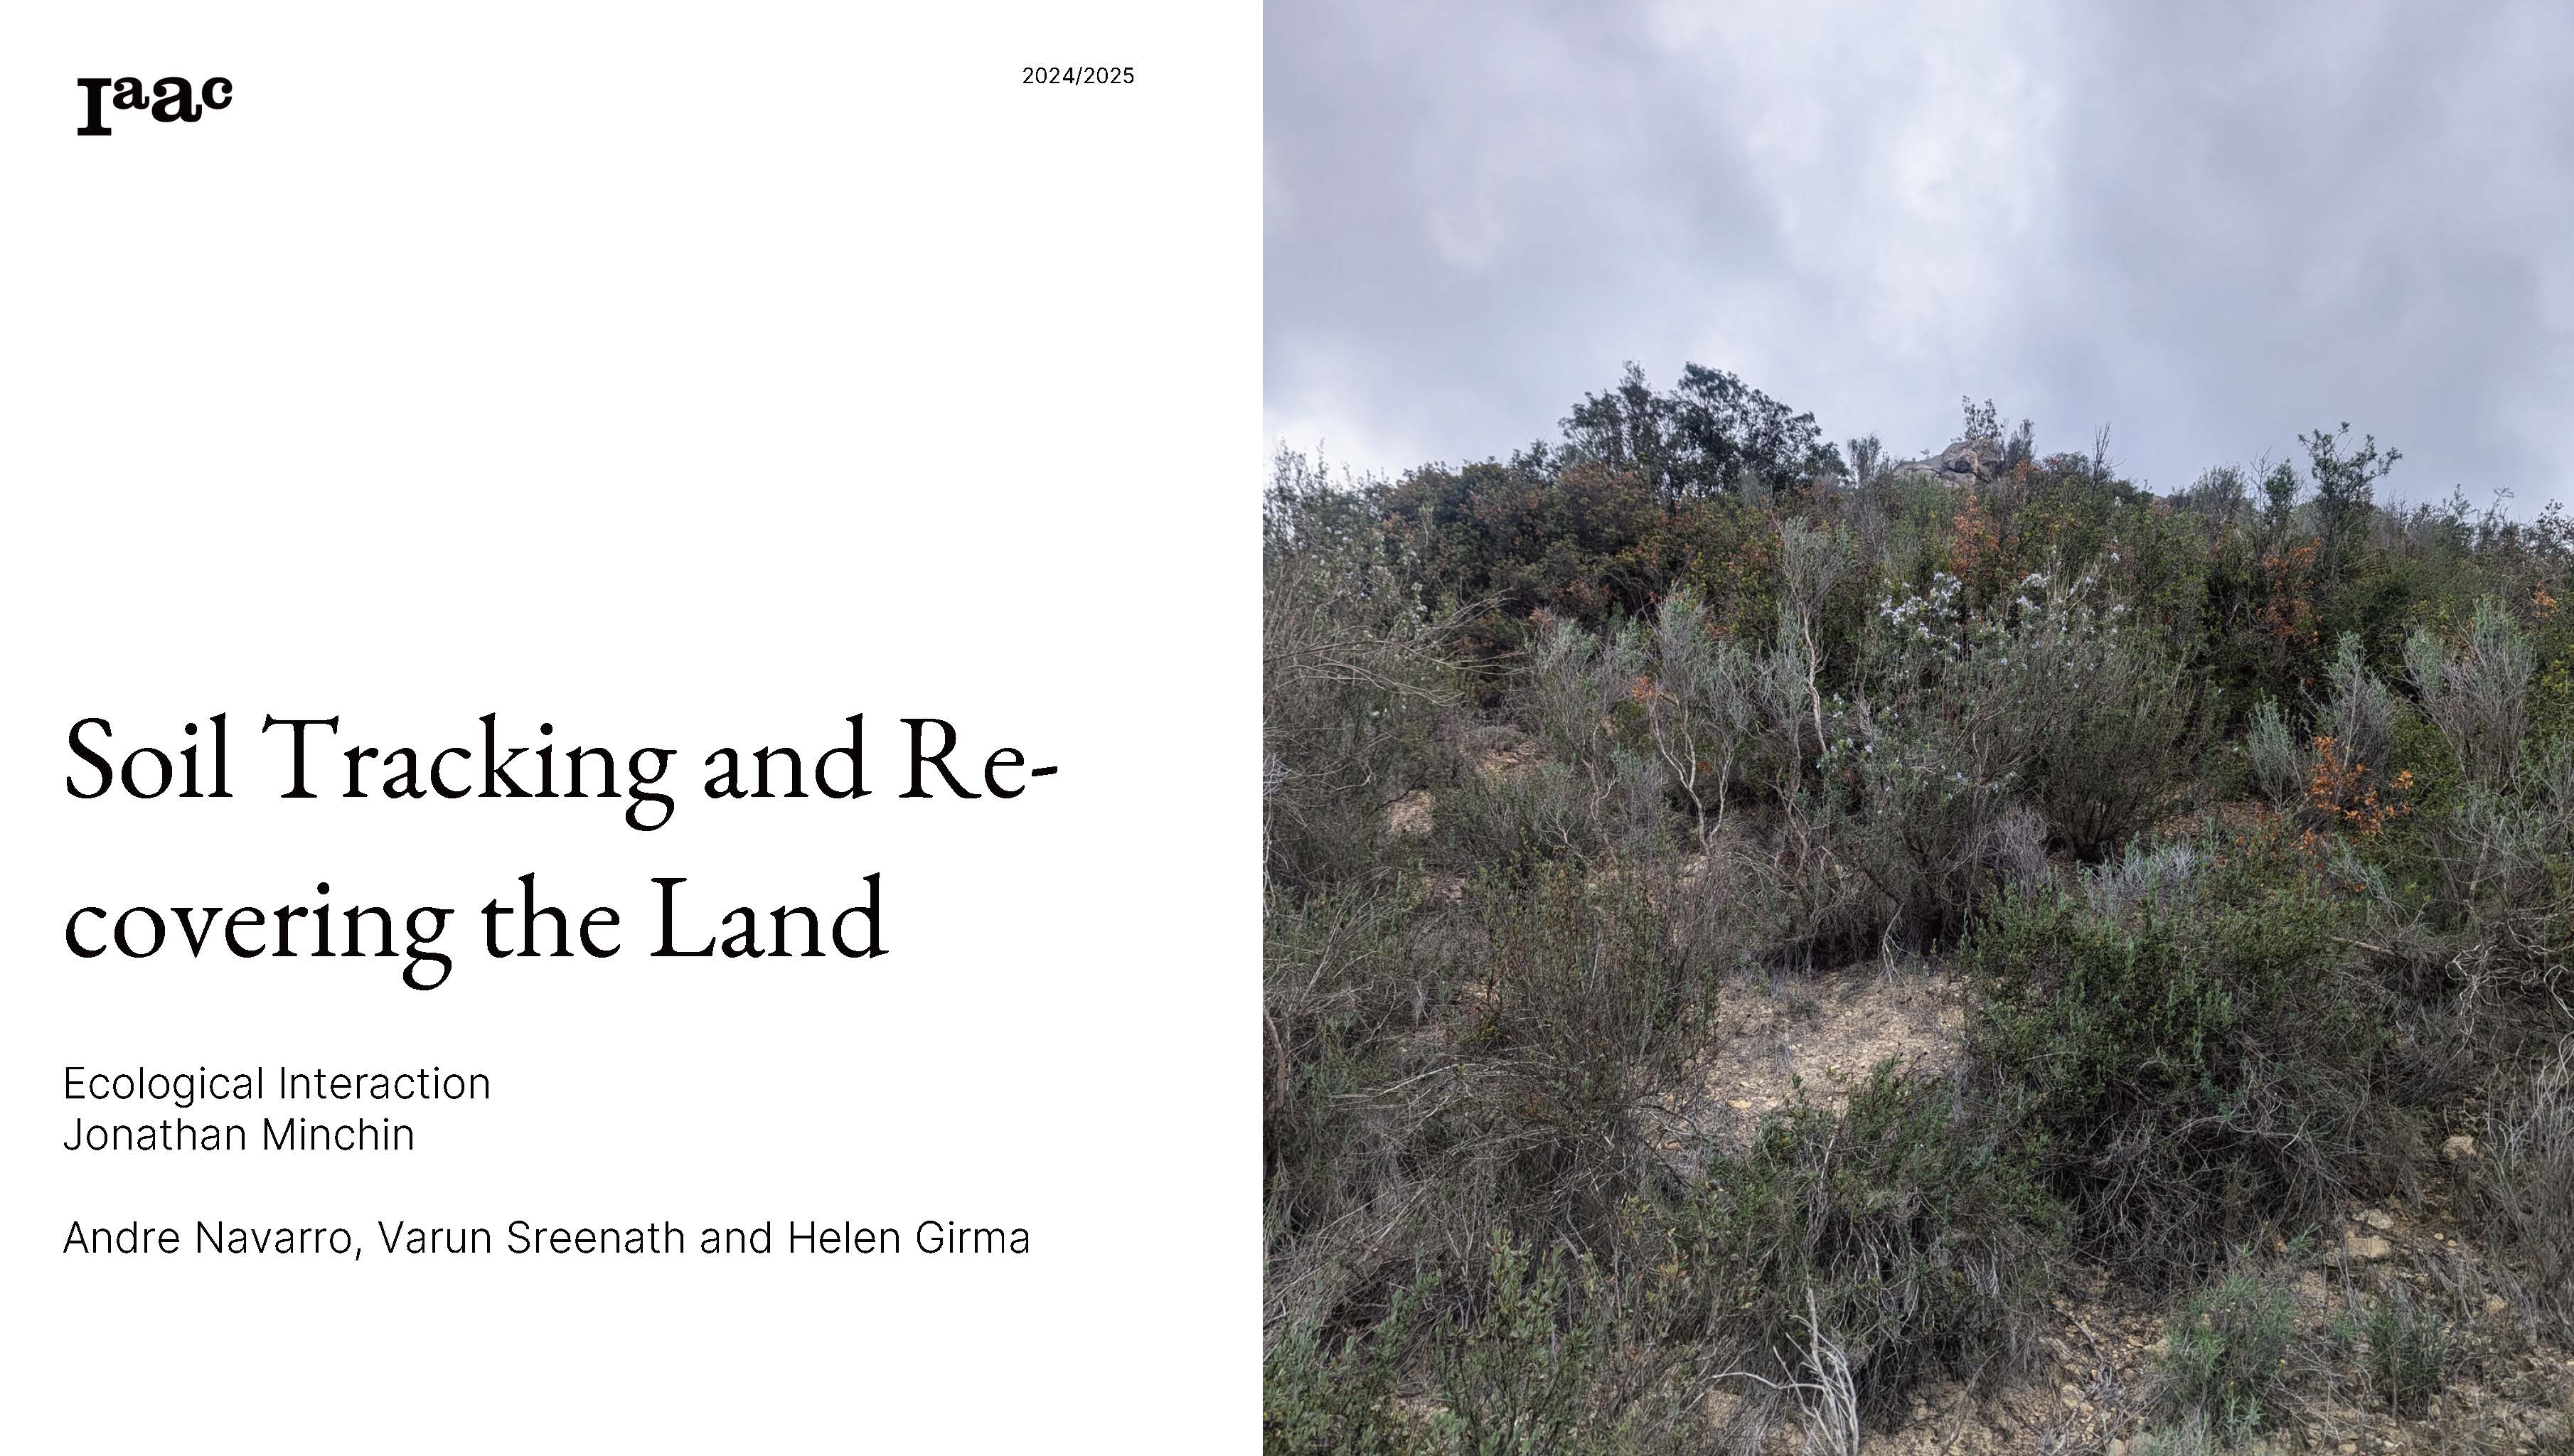 Iaac
2024/2025
Soil Tracking and Re-
covering the Land
Ecological Interaction
Jonathan Minchin
Andre Navarro, Varun Sreenath and Helen Girma